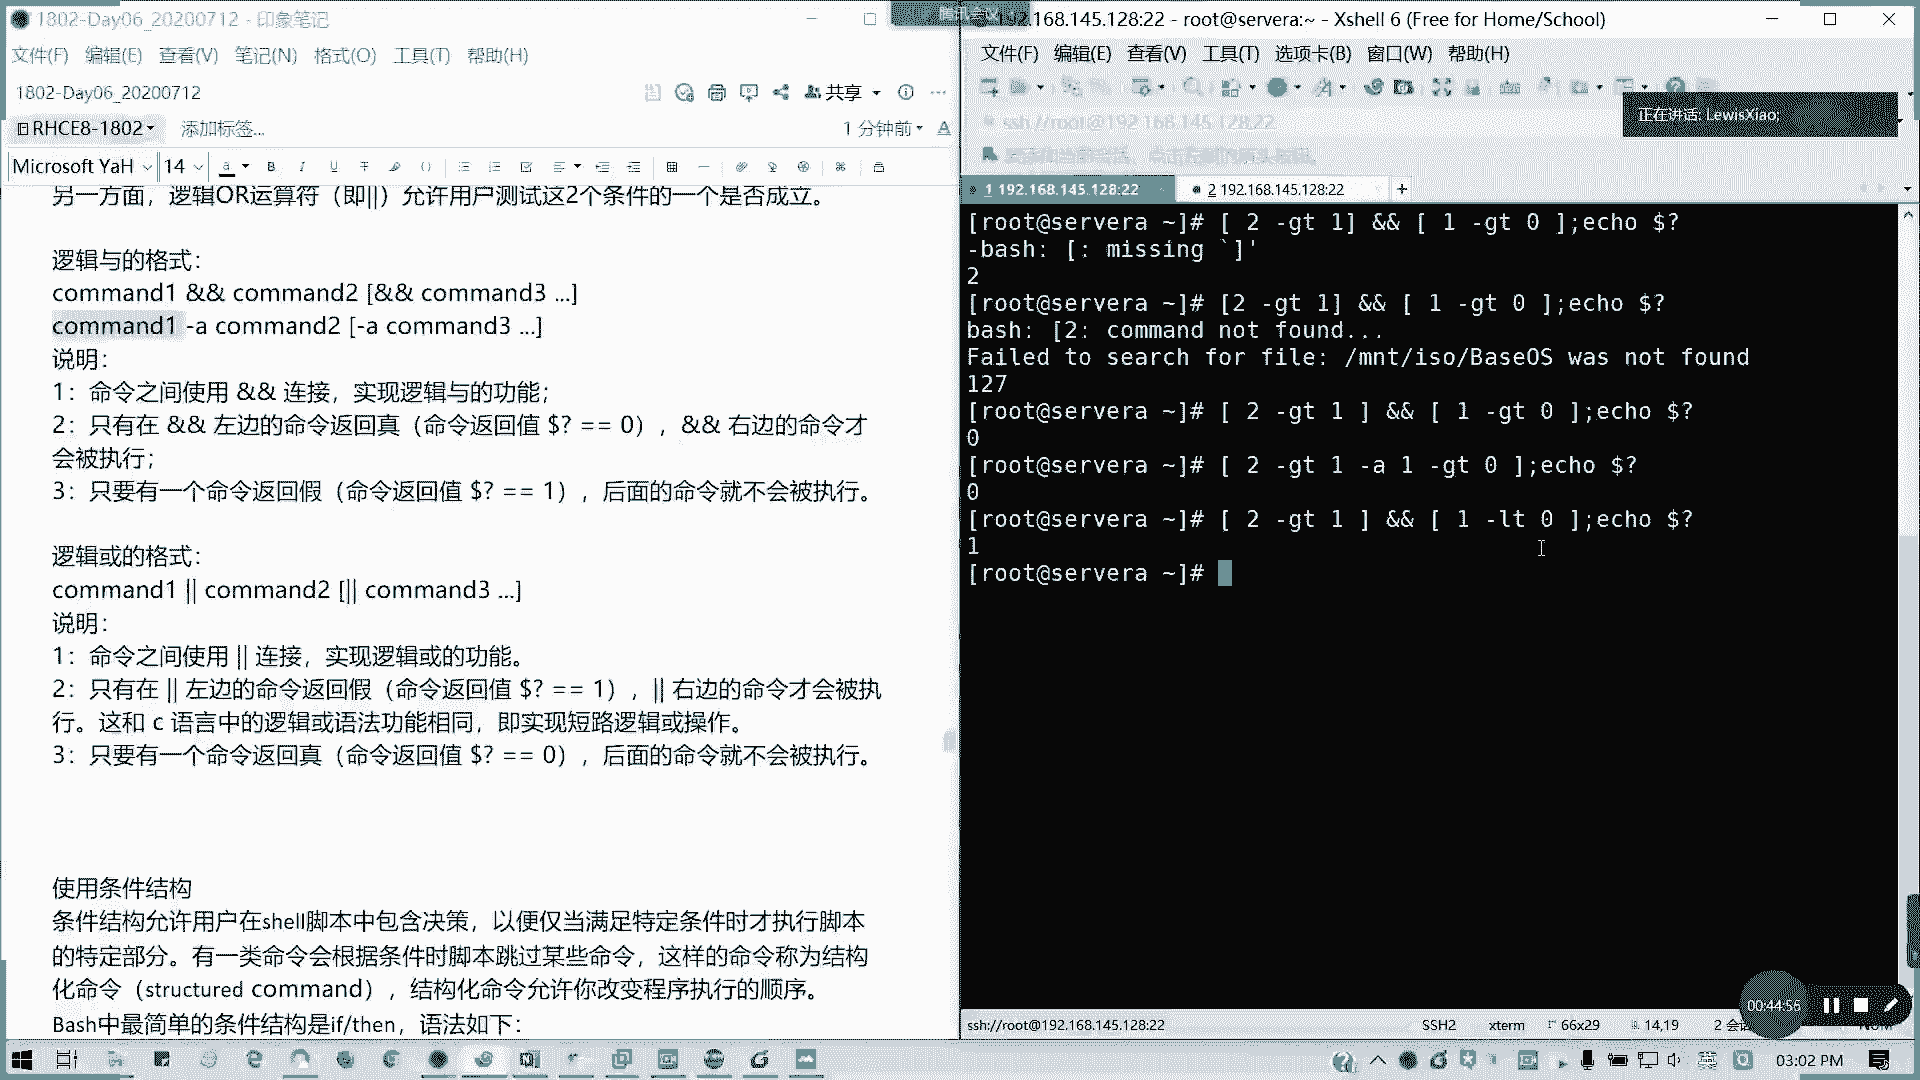 1802-Day06_20200712 - 印象笔记
文件(F) 编辑(E) 查看(V) 笔记(N) 格式(O) 工具(T) 帮助(H)
1802-Day06_20200712
共享
RHCE8-1802
添加标签...
1 分钟前
Microsoft YaH
14
另一方面，逻辑OR运算符（即||）允许用户测试这2个条件的一个是否成立。
逻辑与的格式：
command1 && command2 [&& command3 ...]
command1 -a command2 [-a command3 ...]
说明：
1：命令之间使用 && 连接，实现逻辑与的功能；
2：只有在 && 左边的命令返回真（命令返回值 $? == 0），&& 右边的命令才
会被执行；
3：只要有一个命令返回假（命令返回值 $? == 1），后面的命令就不会被执行。
逻辑或的格式：
command1 || command2 [|| command3 ...]
说明：
1：命令之间使用 || 连接，实现逻辑或的功能。
2：只有在 || 左边的命令返回假（命令返回值 $? == 1），|| 右边的命令才会被执
行。这和 c 语言中的逻辑或语法功能相同，即实现短路逻辑或操作。
3：只要有一个命令返回真（命令返回值 $? == 0），后面的命令就不会被执行。
使用条件结构
条件结构允许用户在shell脚本中包含决策，以便仅当满足特定条件时才执行脚本
的特定部分。有一类命令会根据条件时脚本跳过某些命令，这样的命令称为结构
化命令（structured command），结构化命令允许你改变程序执行的顺序。
Bash中最简单的条件结构是if/then，语法如下：
192.168.145.128:22 - root@servera:~ - Xshell 6 (Free for Home/School)
文件(F) 编辑(E) 查看(V) 工具(T) 选项卡(B) 窗口(W) 帮助(H)
ssh://root@192.168.145.128:22
正在讲话: LewisXiao;
1 192.168.145.128:22
2 192.168.145.128:22
[root@servera ~]# [ 2 -gt 1] && [ 1 -gt 0 ];echo $?
-bash: [: missing `]'
2
[root@servera ~]# [2 -gt 1] && [ 1 -gt 0 ];echo $?
bash: [2: command not found...
Failed to search for file: /mnt/iso/BaseOS was not found
127
[root@servera ~]# [ 2 -gt 1 ] && [ 1 -gt 0 ];echo $?
0
[root@servera ~]# [ 2 -gt 1 -a 1 -gt 0 ];echo $?
0
[root@servera ~]# [ 2 -gt 1 ] && [ 1 -lt 0 ];echo $?
1
[root@servera ~]#
00:44:55
ssh://root@192.168.145.128:22
SSH2
xterm
66x29
14,19
2 会
NUM
英
03:02 PM